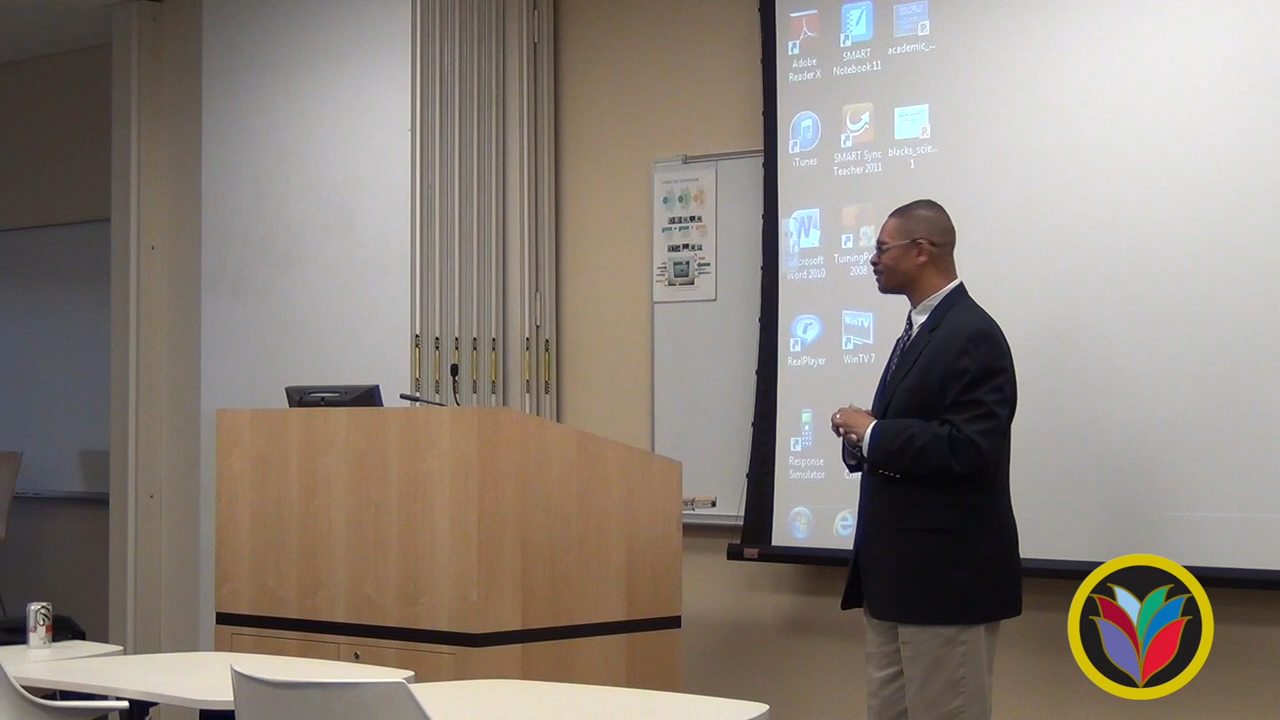 Adobe
Reader X
SMART
Notebook 11
academic_...
iTunes
SMART Sync
Teacher 2011
blacks_scie...
1
Word 2010
2008
RealPlayer
WinTV
WinTV 7
Response
Simulator